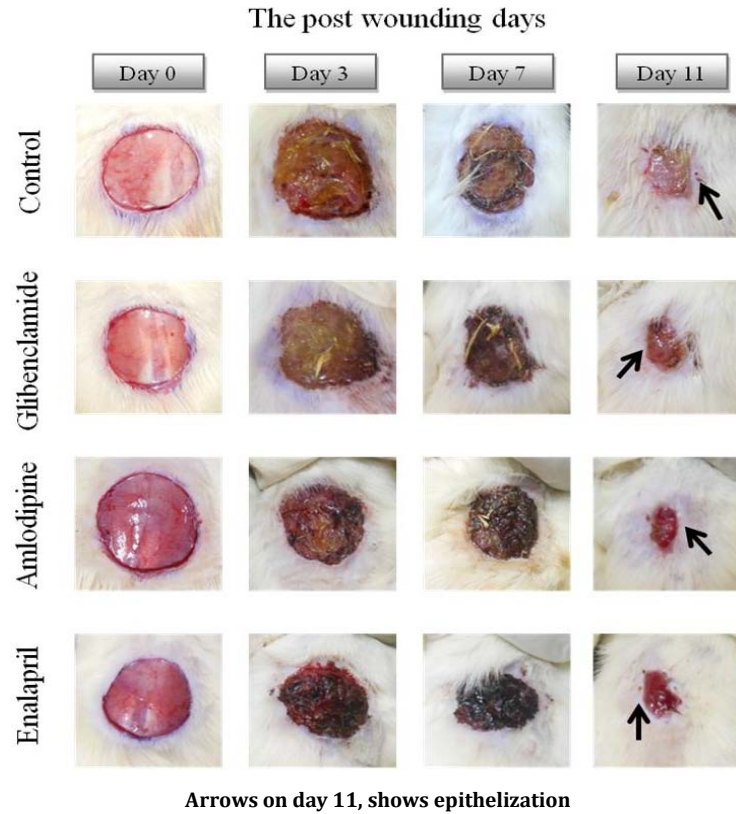 The post wounding days
Day 0 Day 3 Day 7 Day 11
Control
Glibenclamide
Amlodipine
Enalapril
Arrows on day 11, shows epithelization